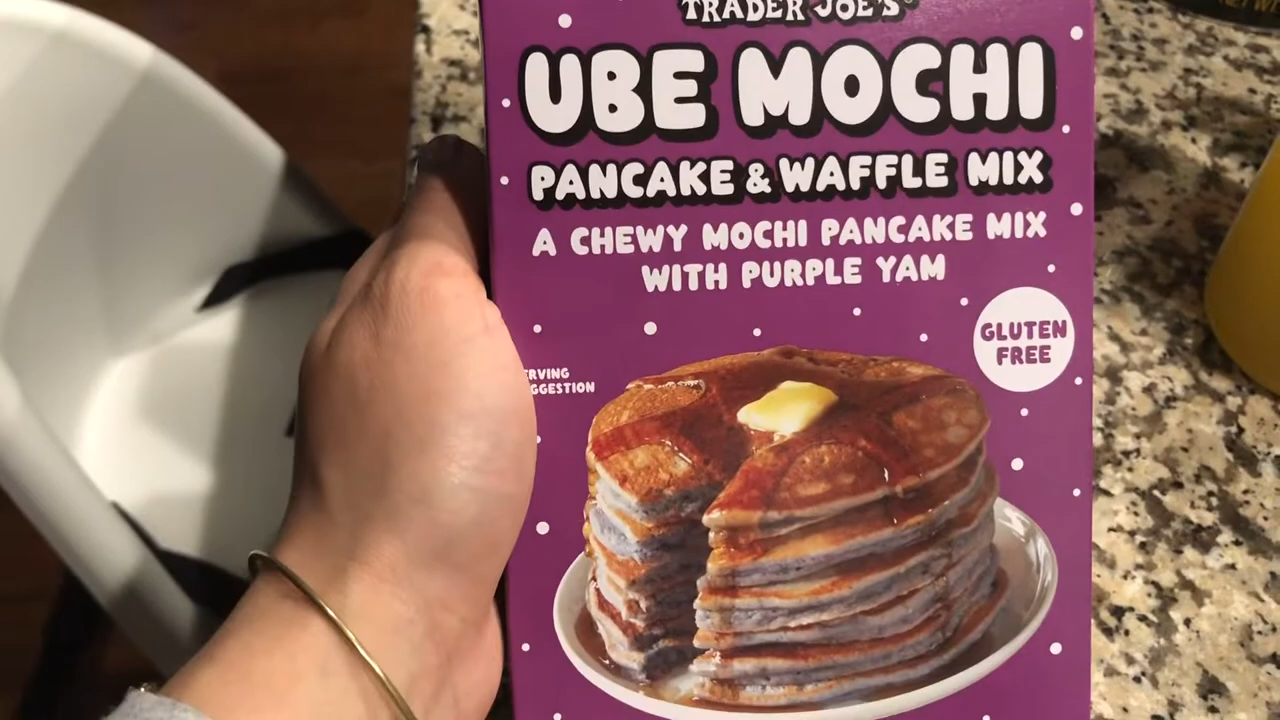 TRADER JOE'S
UBE MOCHI
PANCAKE & WAFFLE MIX
A CHEWY MOCHI PANCAKE MIX
WITH PURPLE YAM
GLUTEN
FREE